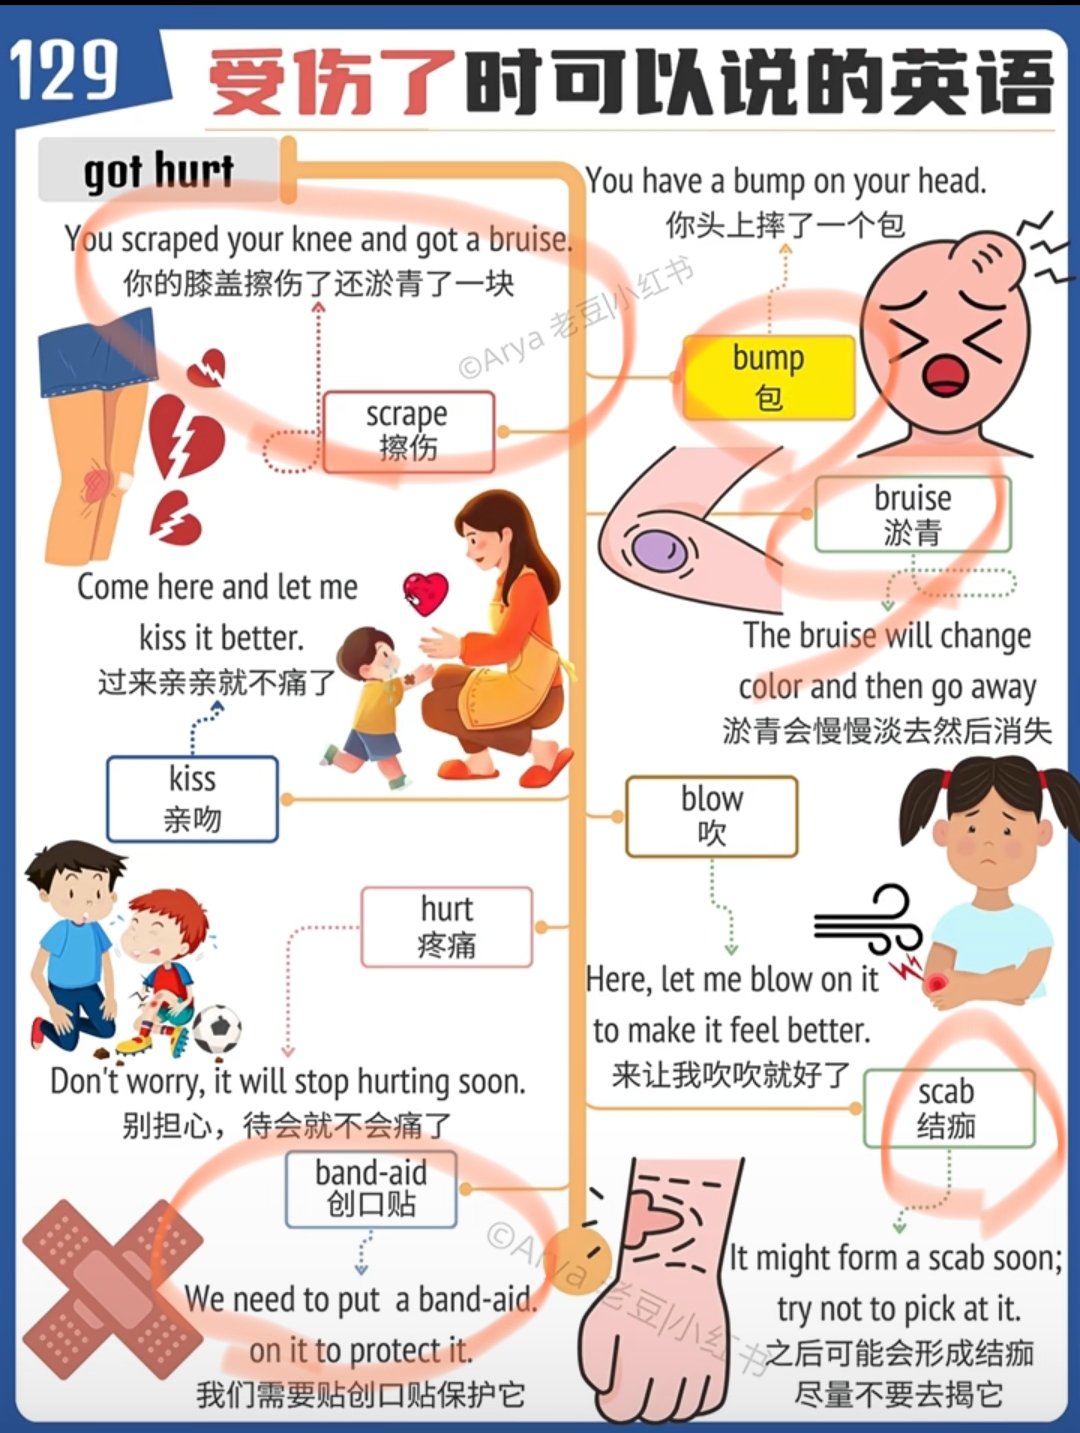 129
受伤了时可以说的英语
got hurt
You scraped your knee and got a bruise.
你的膝盖擦伤了还淤青了一块
scrape
擦伤
Come here and let me
kiss it better.
过来亲亲就不痛了
kiss
亲吻
hurt
疼痛
Don't worry, it will stop hurting soon.
别担心，待会就不会痛了
band-aid
创口贴
We need to put a band-aid.
on it to protect it.
我们需要贴创口贴保护它
You have a bump on your head.
你头上摔了一个包
bump
包
bruise
淤青
The bruise will change
color and then go away
淤青会慢慢淡去然后消失
blow
吹
Here, let me blow on it
to make it feel better.
来让我吹吹就好了
scab
结痂
It might form a scab soon;
try not to pick at it.
之后可能会形成结痂
尽量不要去揭它
©Arya 老豆|小红书
©Arya 老豆|小红书